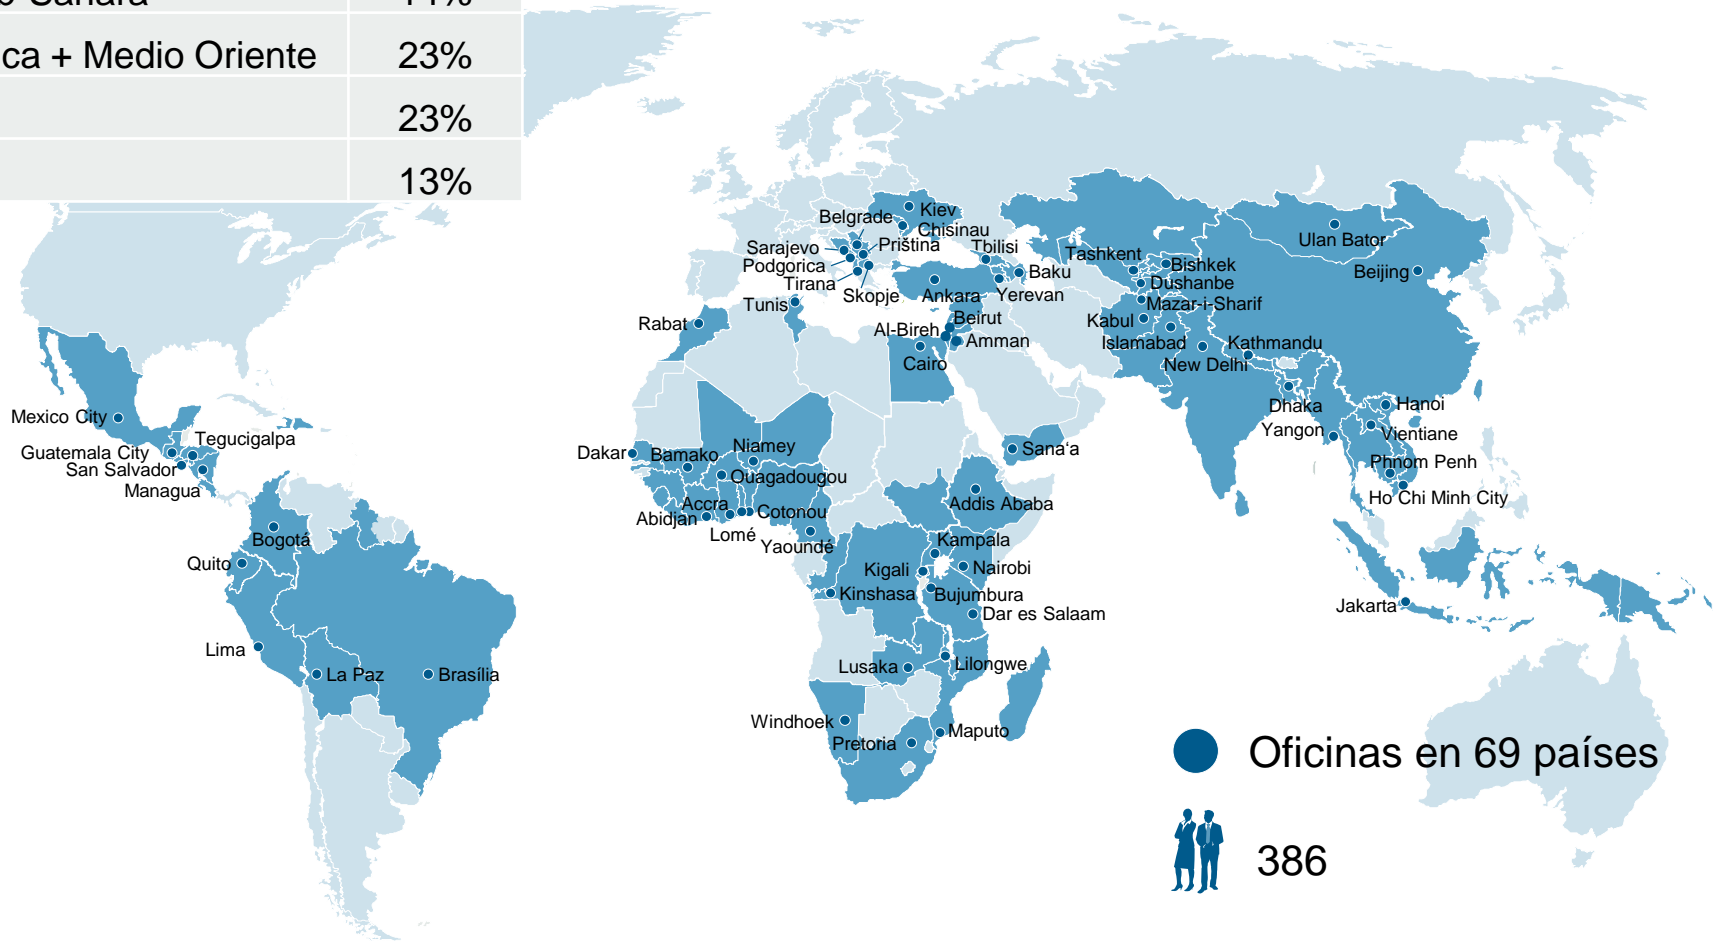 23%
ca + Medio Oriente
23%
13%
Kiev
Belgrade
Chisinau
Sarajevo
Priština
Tbilisi
Podgorica
Tirana
Skopje
Ankara
Yerevan
Baku
Tashkent
Bishkek
Dushanbe
Mazar-i-Sharif
Ulan Bator
Beijing
Tunis
Rabat
Beirut
Al-Bireh
Amman
Cairo
Kabul
Islamabad
Kathmandu
New Delhi
Dhaka
Hanoi
Yangon
Vientiane
Phnom Penh
Ho Chi Minh City
Mexico City
Tegucigalpa
Guatemala City
San Salvador
Managua
Dakar
Bamako
Niamey
Ouagadougou
Sana‘a
Accra
Abidjan
Cotonou
Lomé
Yaoundé
Addis Ababa
Bogotá
Quito
Kampala
Kigali
Nairobi
Kinshasa
Bujumbura
Dar es Salaam
Jakarta
Lima
La Paz
Brasília
Lusaka
Lilongwe
Windhoek
Pretoria
Maputo
Oficinas en 69 países
386